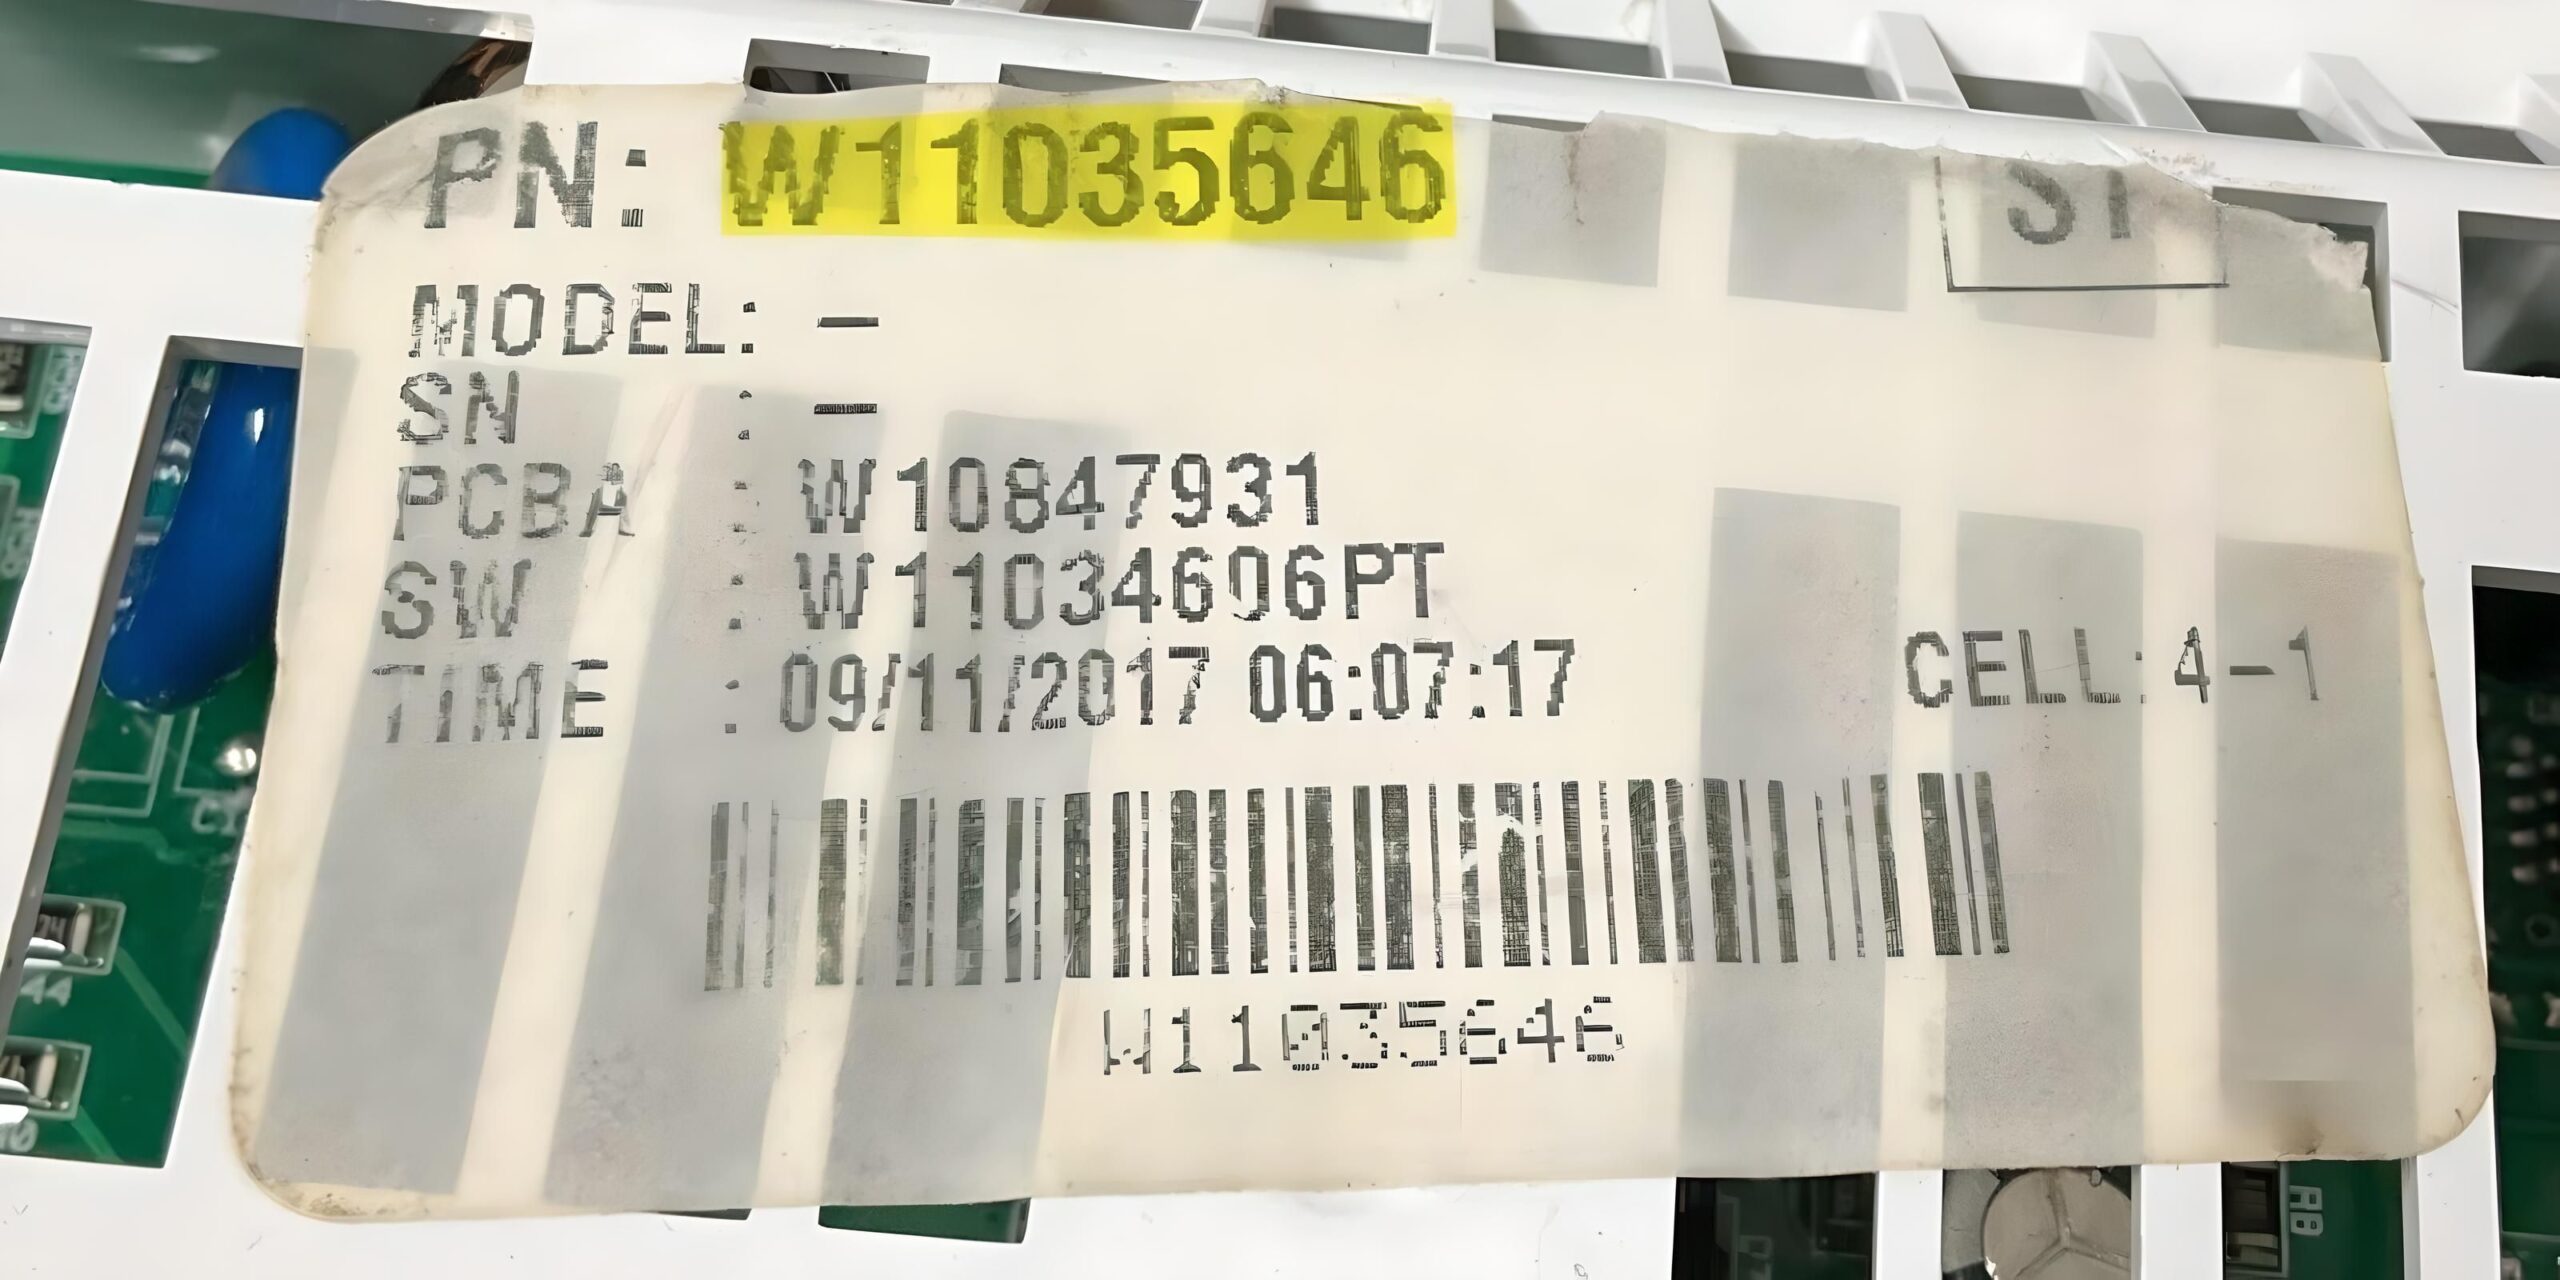 PN: W11035646
MODEL: -
SN : -
PCBA : W10847931
SW : W11034606PT
TIME : 09/11/2017 06:07:17 CELL:4-1
W11035646